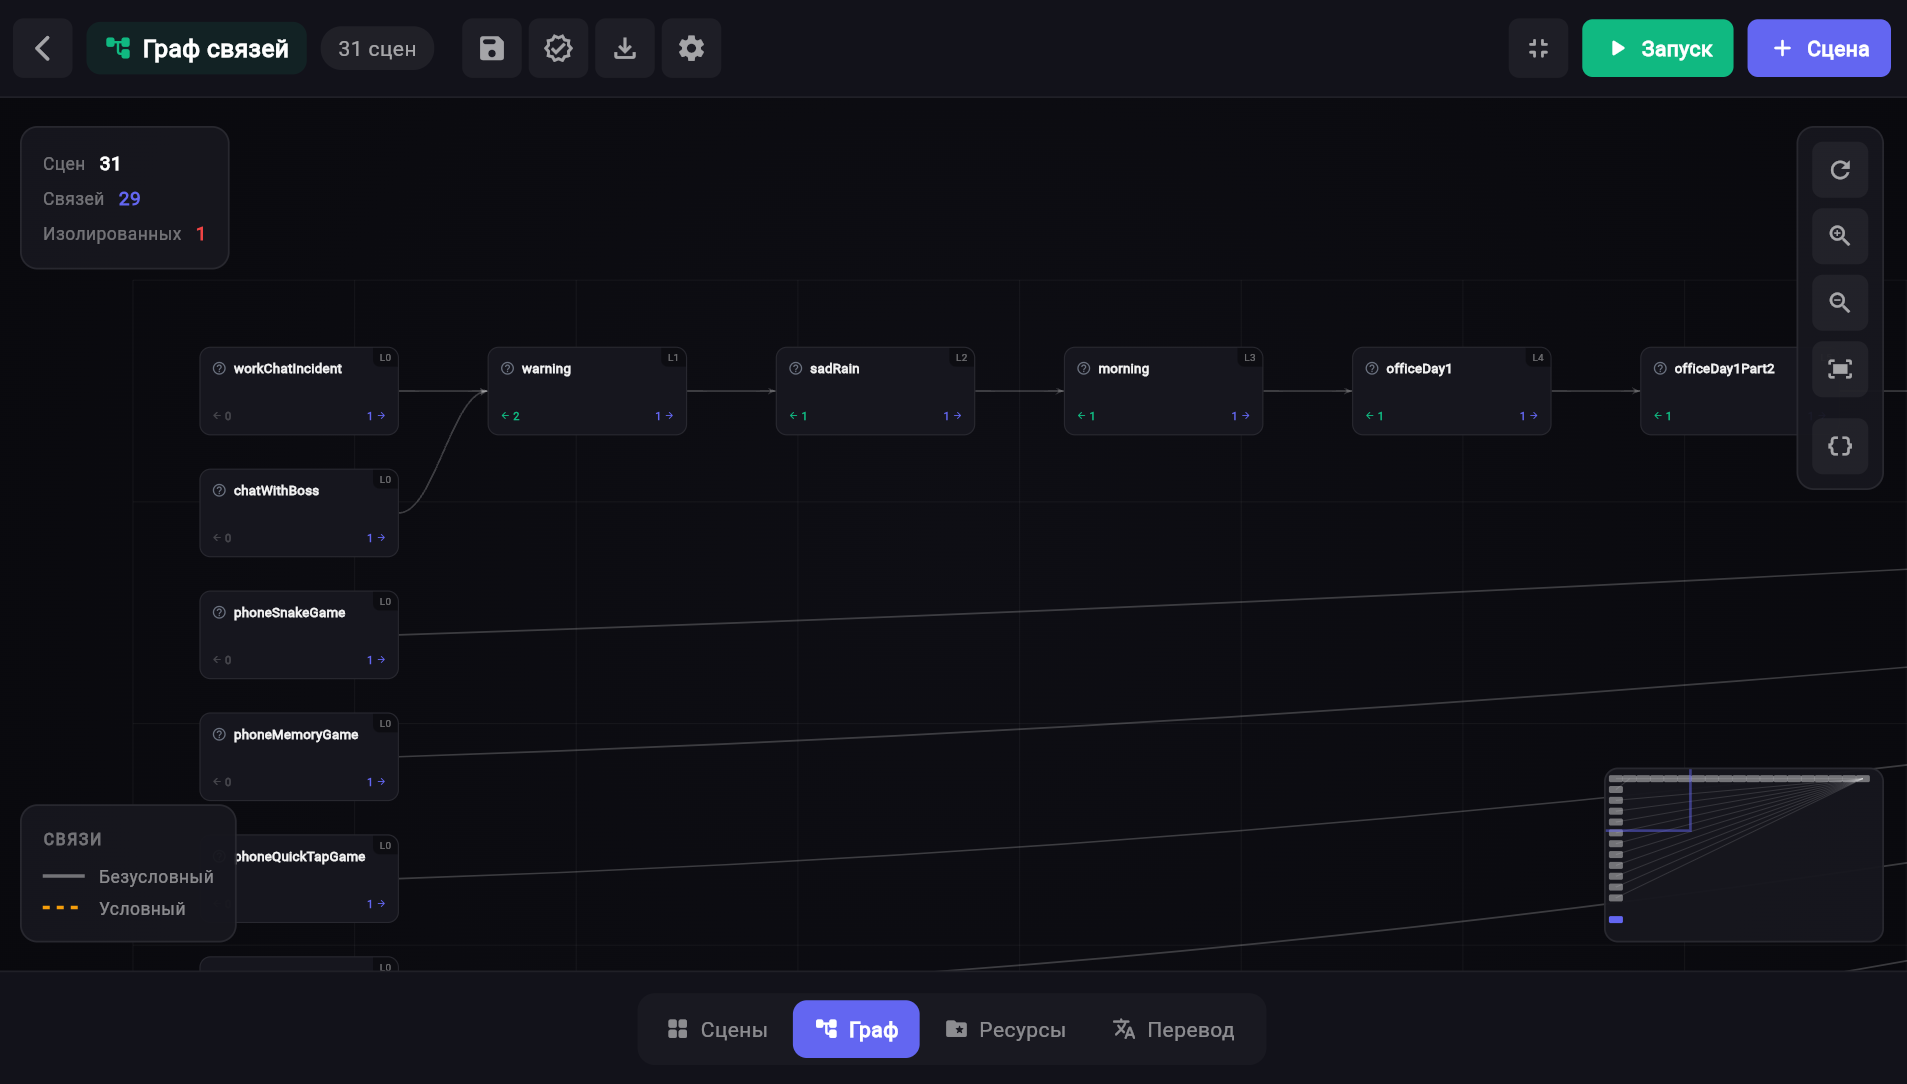 Граф связей
31 сцен
Запуск
Сцена
Сцен 31
Связей 29
Изолированных 1
workChatIncident L0
0 1
warning L1
2 1
sadRain L2
1 1
morning L3
1 1
officeDay1 L4
1 1
officeDay1Part2
1
chatWithBoss L0
0 1
phoneSnakeGame L0
0 1
phoneMemoryGame L0
0 1
phoneQuickTapGame L0
1
L0
СВЯЗИ
Безусловный
Условный
Сцены
Граф
Ресурсы
Перевод